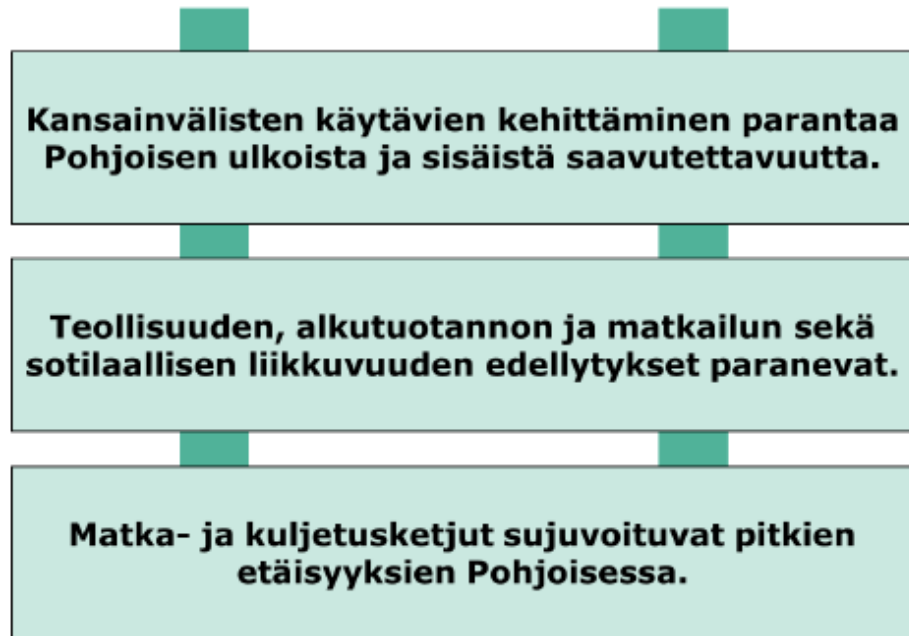 Kansainvälisten käytävien kehittäminen parantaa
Pohjoisen ulkoista ja sisäistä saavutettavuutta.
Teollisuuden, alkutuotannon ja matkailun sekä
sotilaallisen liikkuvuuden edellytykset paranevat.
Matka- ja kuljetusketjut sujuvoituvat pitkien
etäisyyksien Pohjoisessa.